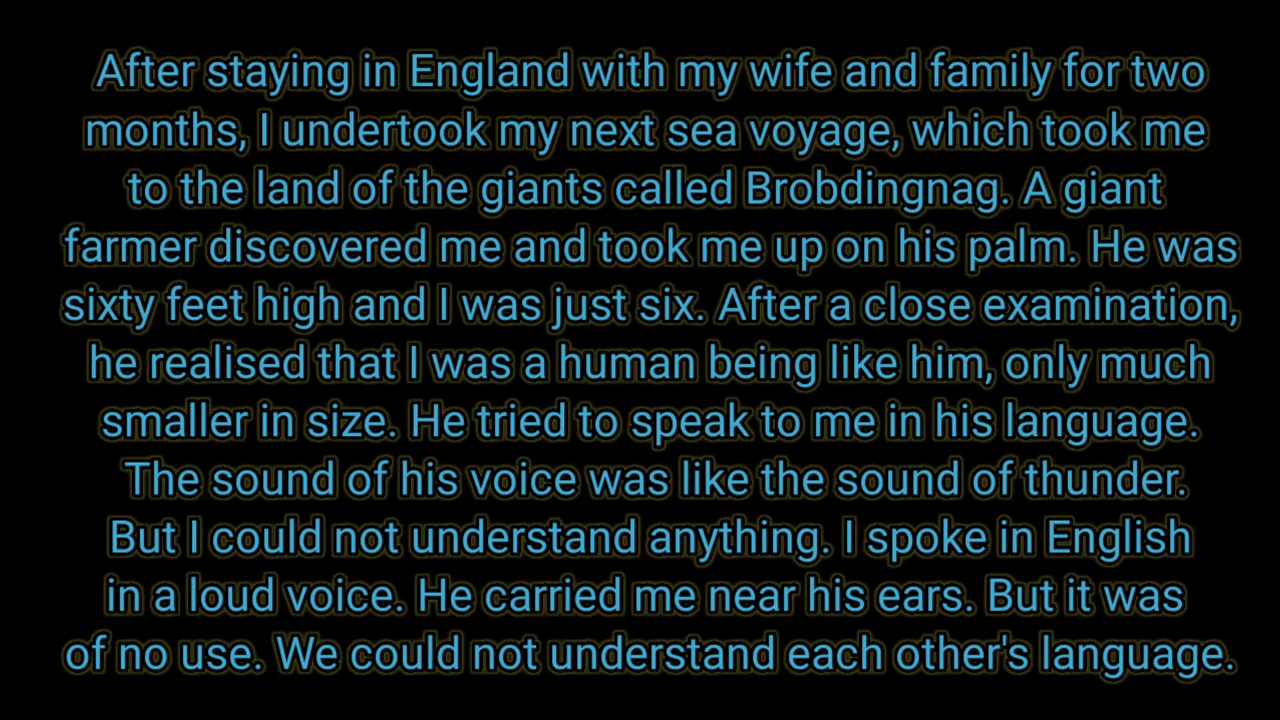 After staying in England with my wife and family for two
months, I undertook my next sea voyage, which took me
to the land of the giants called Brobdingnag. A giant
farmer discovered me and took me up on his palm. He was
sixty feet high and I was just six. After a close examination,
he realised that I was a human being like him, only much
smaller in size. He tried to speak to me in his language.
The sound of his voice was like the sound of thunder.
But I could not understand anything. I spoke in English
in a loud voice. He carried me near his ears. But it was
of no use. We could not understand each other's language.